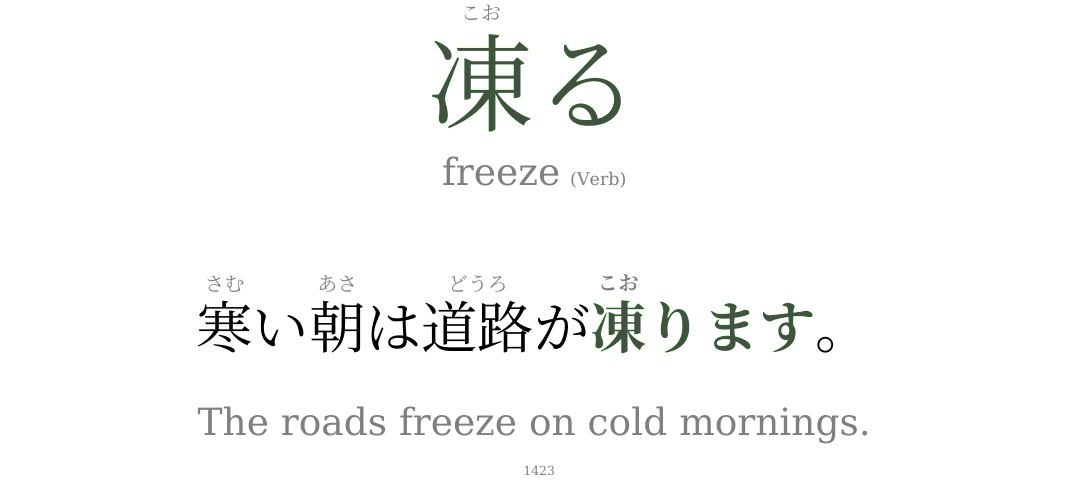 こお
凍る
freeze (Verb)
さむ あさ どうろ こお
寒い朝は道路が凍ります。
The roads freeze on cold mornings.
1423